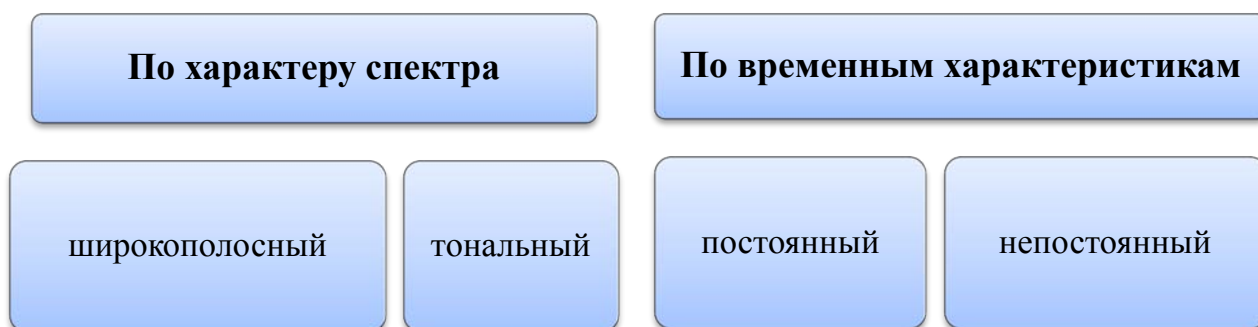 По характеру спектра
По временным характеристикам
широкополосный
тональный
постоянный
непостоянный